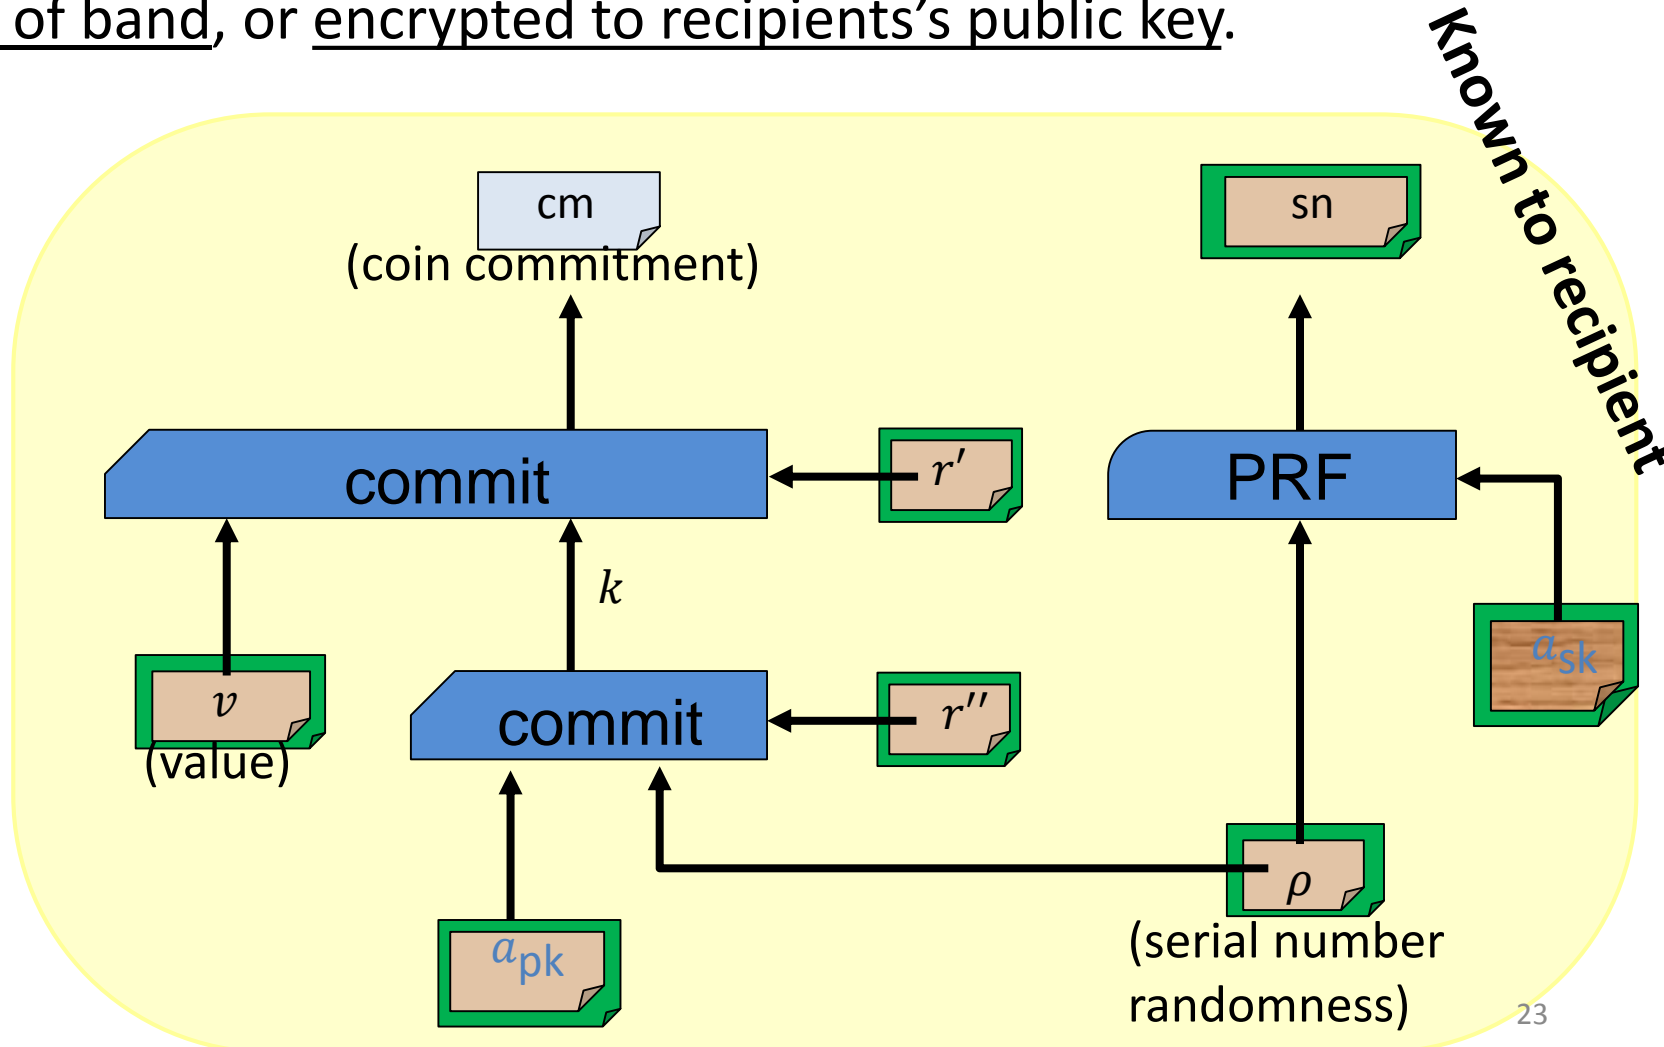 of band, or encrypted to recipients's public key.
Known to recipient
cm
(coin commitment)
sn
commit
r′
PRF
k
v
(value)
commit
r′′
a_sk
a_pk
ρ
(serial number
randomness)
23